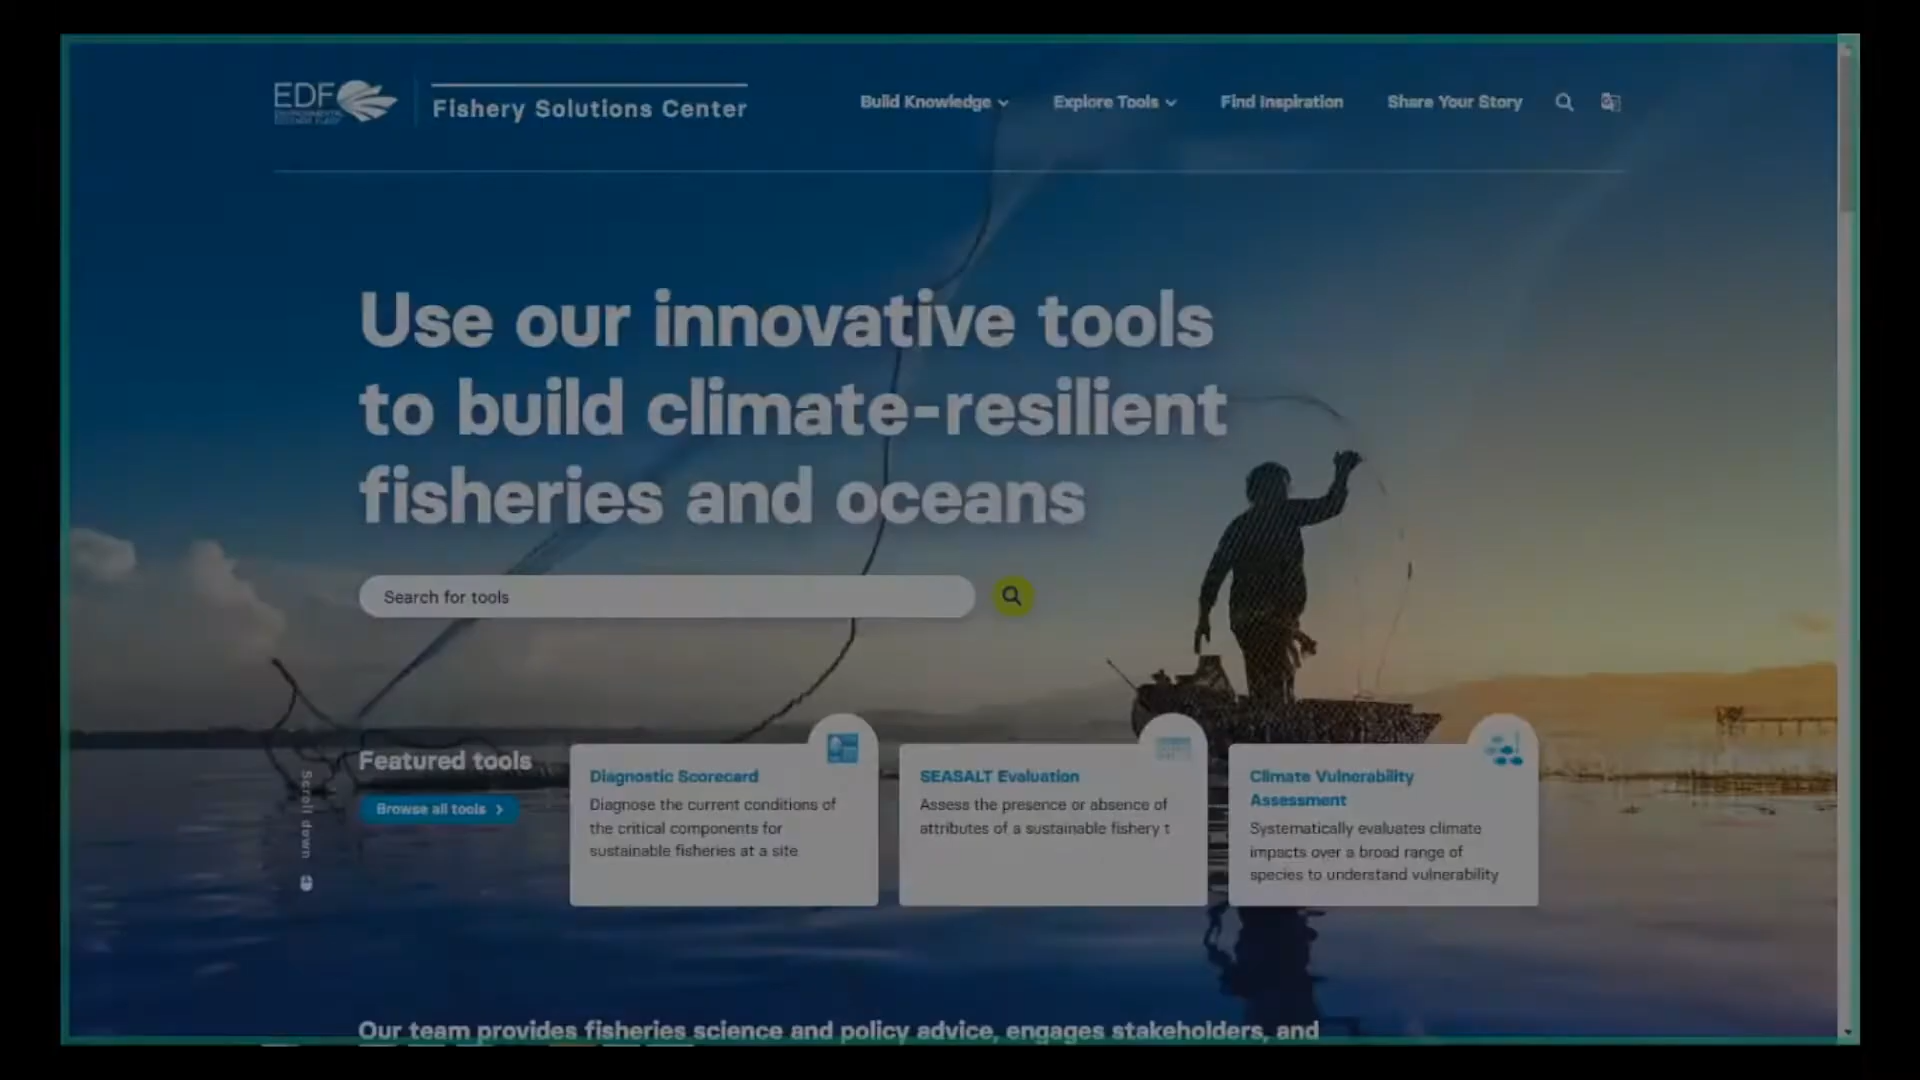 EDF
Fishery Solutions Center
Build Knowledge
Explore Tools
Find Inspiration
Share Your Story
Use our innovative tools
to build climate-resilient
fisheries and oceans
Search for tools
Featured tools
Browse all tools
Scroll down
Diagnostic Scorecard
Diagnose the current conditions of
the critical components for
sustainable fisheries at a site
SEASALT Evaluation
Assess the presence or absence of
attributes of a sustainable fishery t
Climate Vulnerability
Assessment
Systematically evaluates climate
impacts over a broad range of
species to understand vulnerability
Our team provides fisheries science and policy advice, engages stakeholders, and